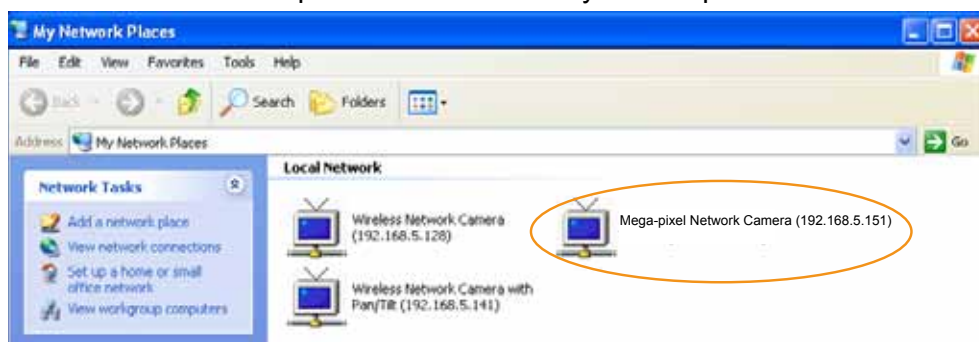 My Network Places
File Edit View Favorites Tools Help
Back Search Folders
Address My Network Places Go
Local Network
Network Tasks
Add a network place
View network connections
Set up a home or small
office network
View workgroup computers
Wireless Network Camera
(192.168.5.128)
Mega-pixel Network Camera (192.168.5.151)
Wireless Network Camera with
Pan/Tilt (192.168.5.141)